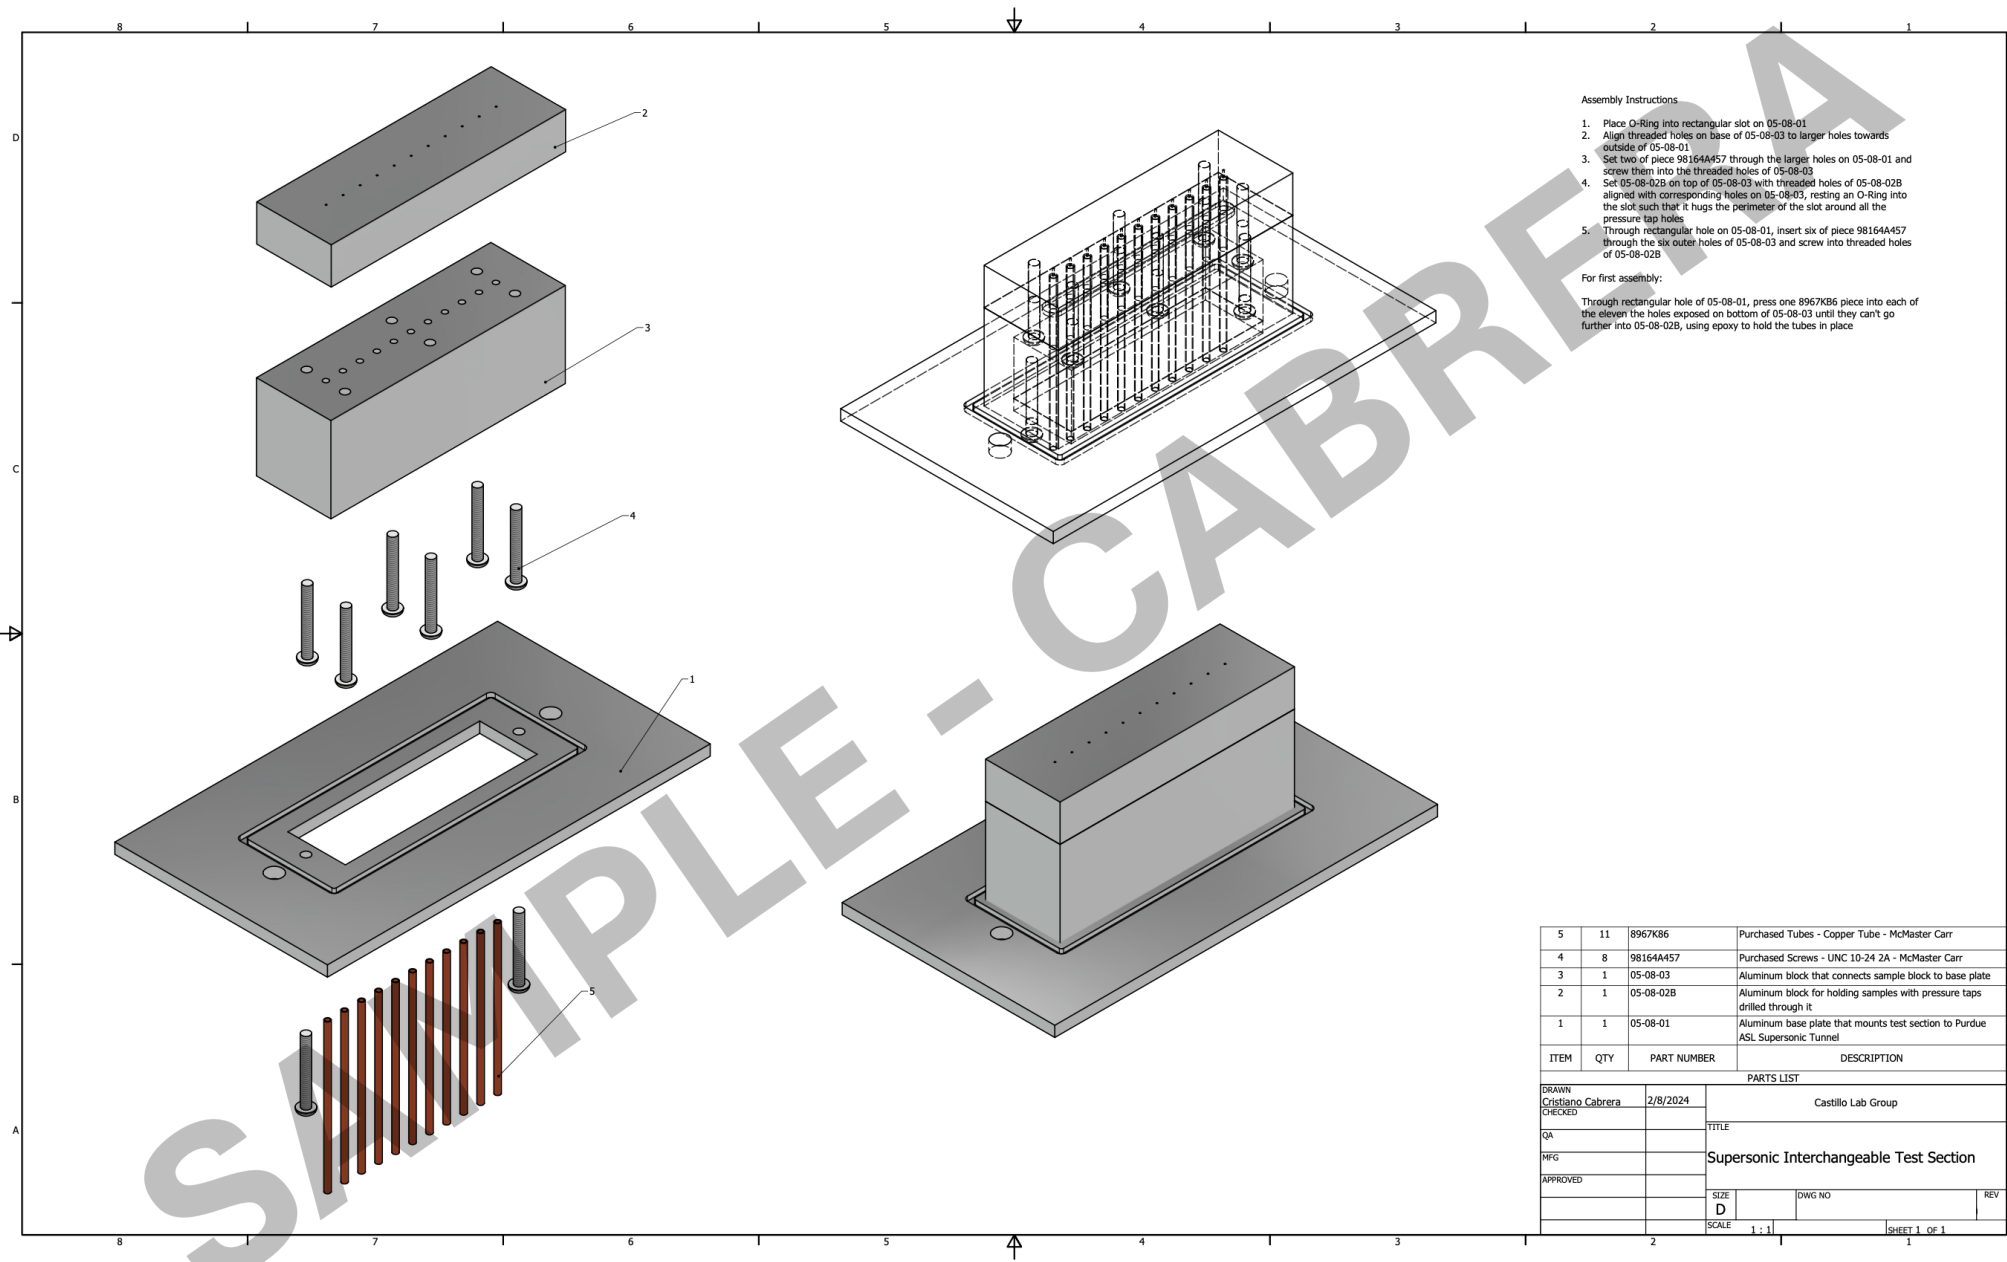 8 7 6 5 4 3 2 1
D
C
B
A
2
3
4
1
5
Assembly Instructions
1. Place O-Ring into rectangular slot on 05-08-01
2. Align threaded holes on base of 05-08-03 to larger holes towards
outside of 05-08-01
3. Set two of piece 98164A457 through the larger holes on 05-08-01 and
screw them into the threaded holes of 05-08-03
4. Set 05-08-02B on top of 05-08-03 with threaded holes of 05-08-02B
aligned with corresponding holes on 05-08-03, resting an O-Ring into
the slot such that it hugs the perimeter of the slot around all the
pressure tap holes
5. Through rectangular hole on 05-08-01, insert six of piece 98164A457
through the six outer holes of 05-08-03 and screw into threaded holes
of 05-08-02B
For first assembly:
Through rectangular hole of 05-08-01, press one 8967KB6 piece into each of
the eleven the holes exposed on bottom of 05-08-03 until they can't go
further into 05-08-02B, using epoxy to hold the tubes in place
SAMPLE - CABRERA
5 11 8967K86 Purchased Tubes - Copper Tube - McMaster Carr
4 8 98164A457 Purchased Screws - UNC 10-24 2A - McMaster Carr
3 1 05-08-03 Aluminum block that connects sample block to base plate
2 1 05-08-02B Aluminum block for holding samples with pressure taps
drilled through it
1 1 05-08-01 Aluminum base plate that mounts test section to Purdue
ASL Supersonic Tunnel
ITEM QTY PART NUMBER DESCRIPTION
PARTS LIST
DRAWN
Cristiano Cabrera 2/8/2024
CHECKED
QA
MFG
APPROVED
Castillo Lab Group
TITLE
Supersonic Interchangeable Test Section
SIZE
D
DWG NO
REV
SCALE 1 : 1
SHEET 1 OF 1
8 7 6 5 4 3 2 1